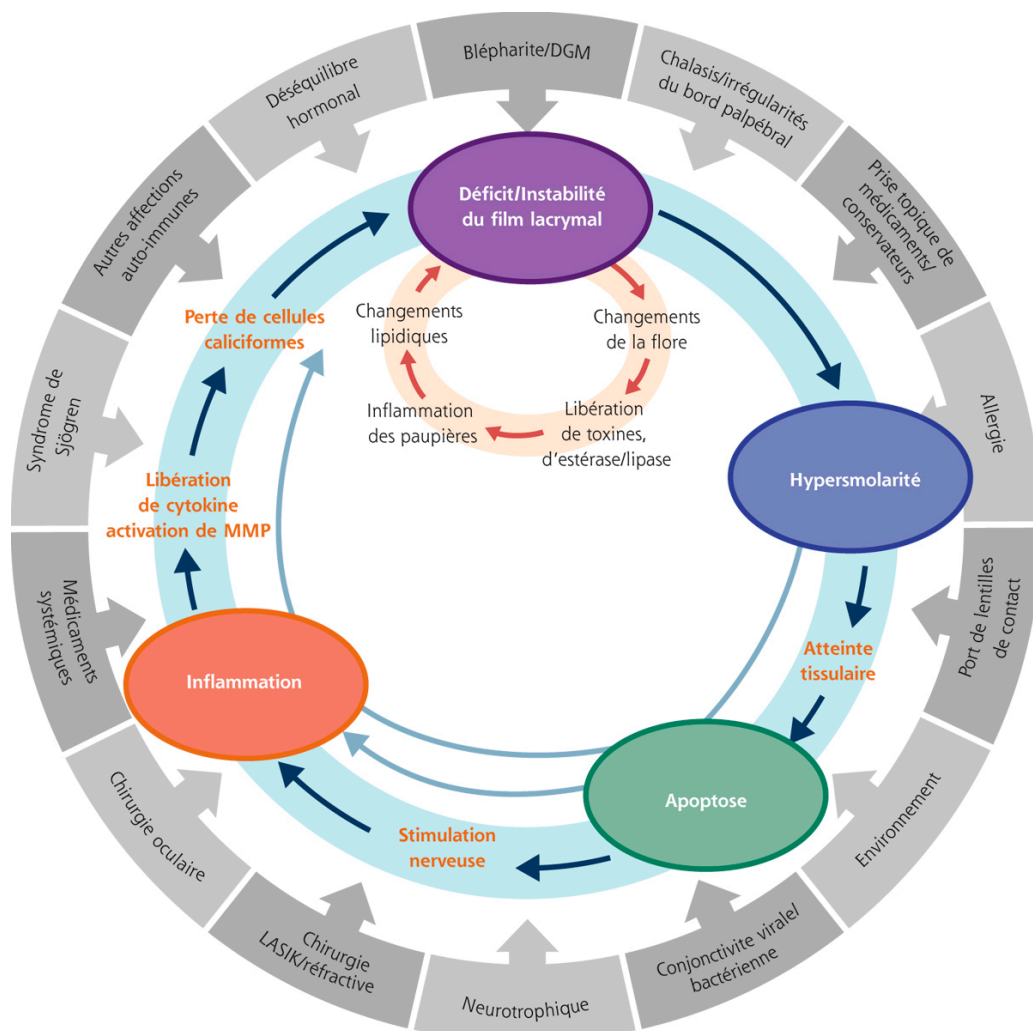 Blépharite/DGM
Chalasis/irrégularités
du bord palpébral
Prise topique de
médicaments/
conservateurs
Allergie
Port de lentilles
de contact
Environnement
Conjonctivite virale/
bactérienne
Neurotrophique
Chirurgie
LASIK/réfractive
Chirurgie oculaire
Médicaments
systémiques
Syndrome de
Sjögren
Autres affections
auto-immunes
Déséquilibre
hormonal
Déficit/Instabilité
du film lacrymal
Hypersmolarité
Atteinte
tissulaire
Apoptose
Stimulation
nerveuse
Inflammation
Libération
de cytokine
activation de MMP
Perte de cellules
caliciformes
Changements
de la flore
Libération
de toxines,
d'estérase/lipase
Inflammation
des paupières
Changements
lipidiques